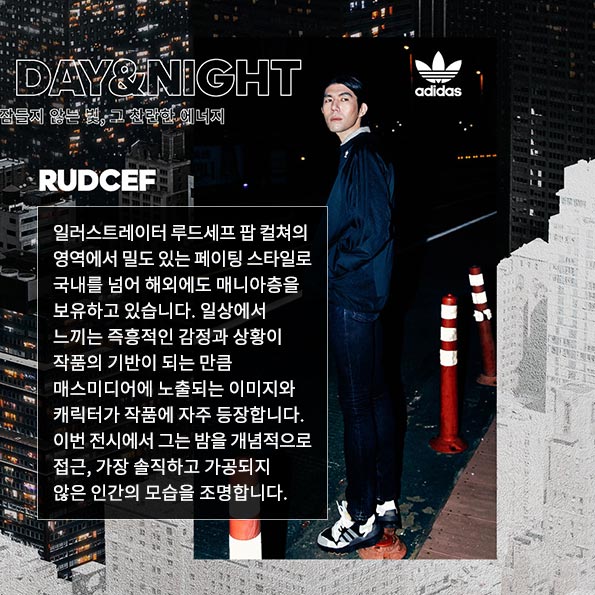 DAY&NIGHT
adidas
잠들지 않는 빛, 그 찬란한 에너지
RUDCEF
일러스트레이터 루드세프 팝 컬쳐의
영역에서 밀도 있는 페이팅 스타일로
국내를 넘어 해외에도 매니아층을
보유하고 있습니다. 일상에서
느끼는 즉흥적인 감정과 상황이
작품의 기반이 되는 만큼
매스미디어에 노출되는 이미지와
캐릭터가 작품에 자주 등장합니다.
이번 전시에서 그는 밤을 개념적으로
접근, 가장 솔직하고 가공되지
않은 인간의 모습을 조명합니다.